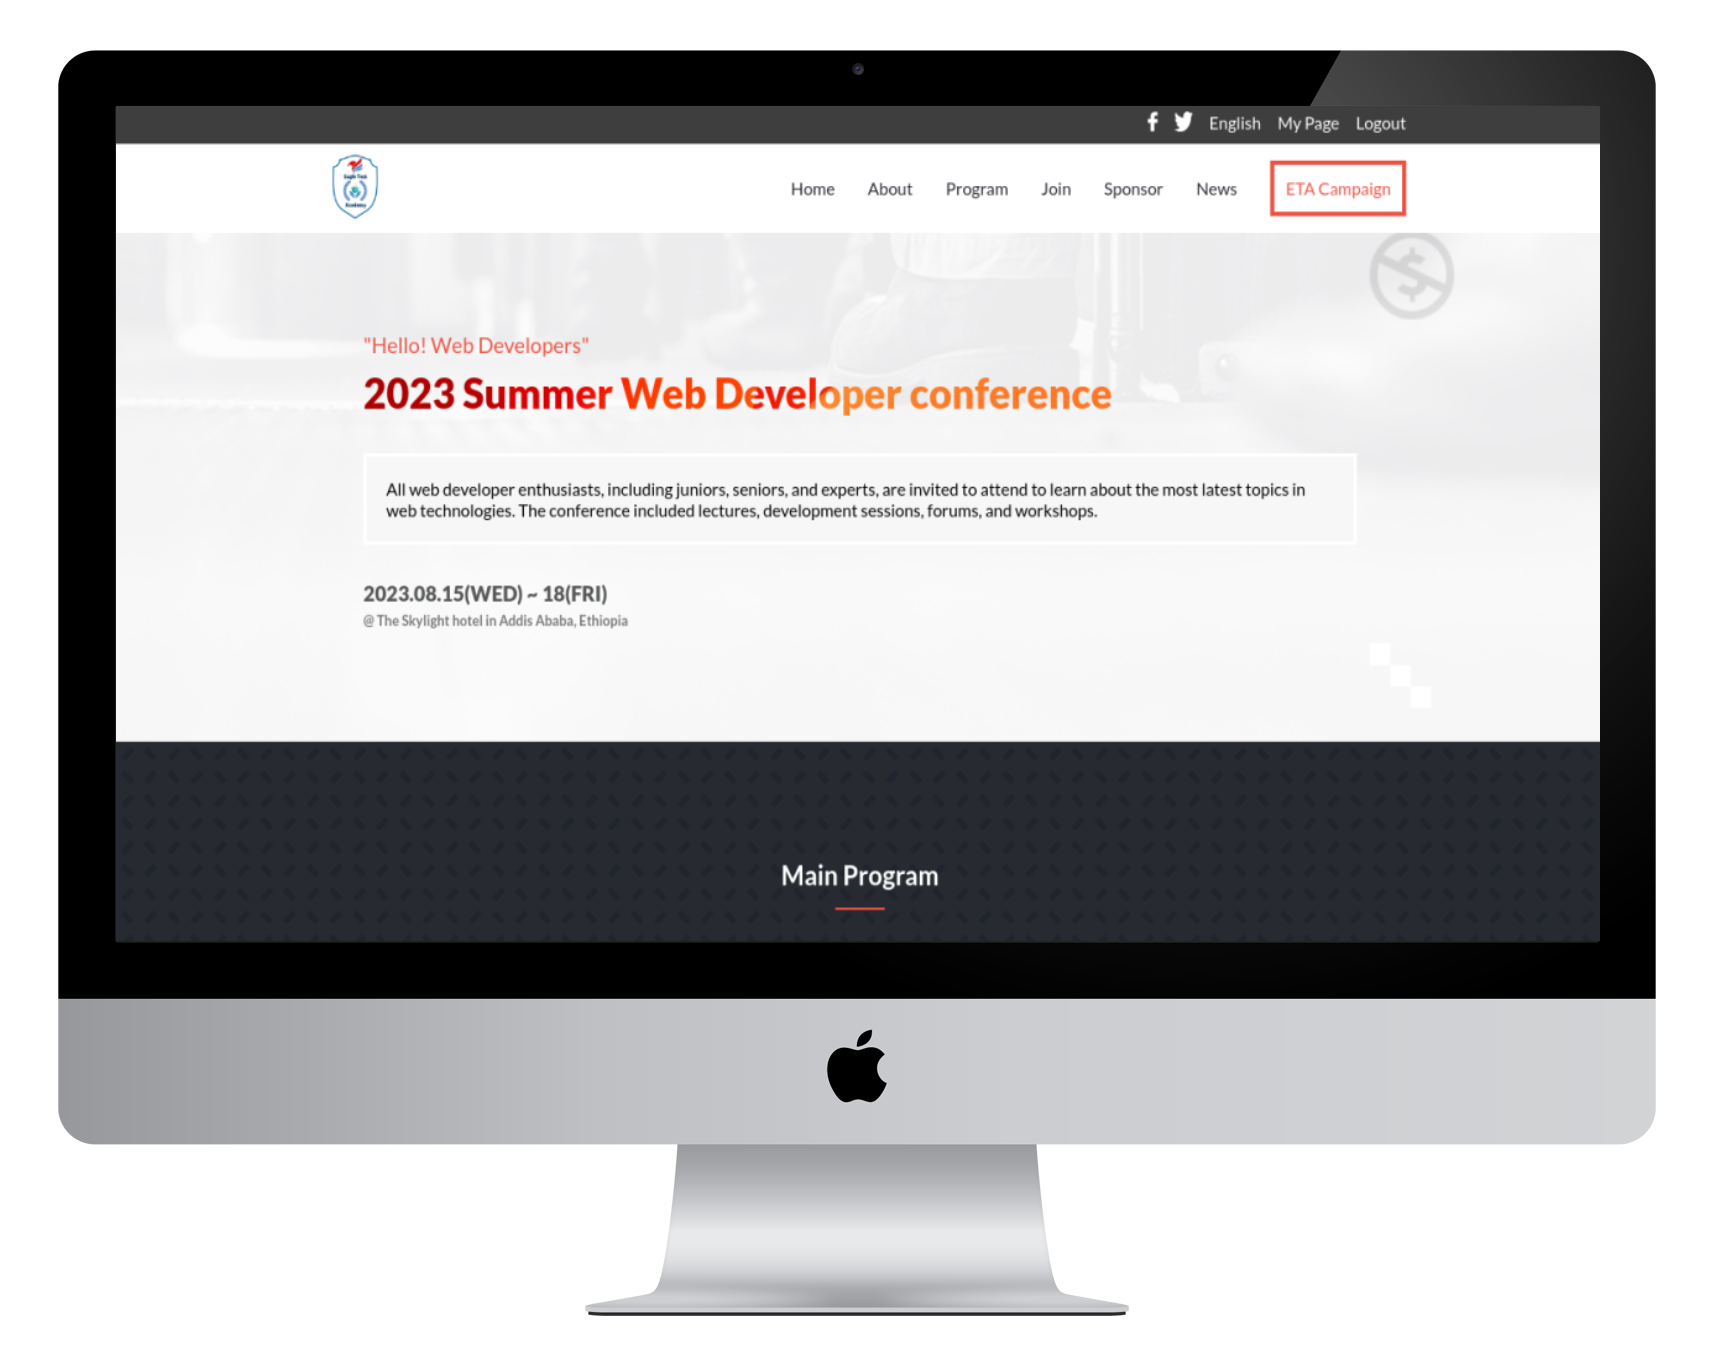 English My Page Logout
Eagle Tech
Academy
Home About Program Join Sponsor News ETA Campaign
"Hello! Web Developers"
2023 Summer Web Developer conference
All web developer enthusiasts, including juniors, seniors, and experts, are invited to attend to learn about the most latest topics in
web technologies. The conference included lectures, development sessions, forums, and workshops.
2023.08.15(WED) ~ 18(FRI)
@ The Skylight hotel in Addis Ababa, Ethiopia
Main Program